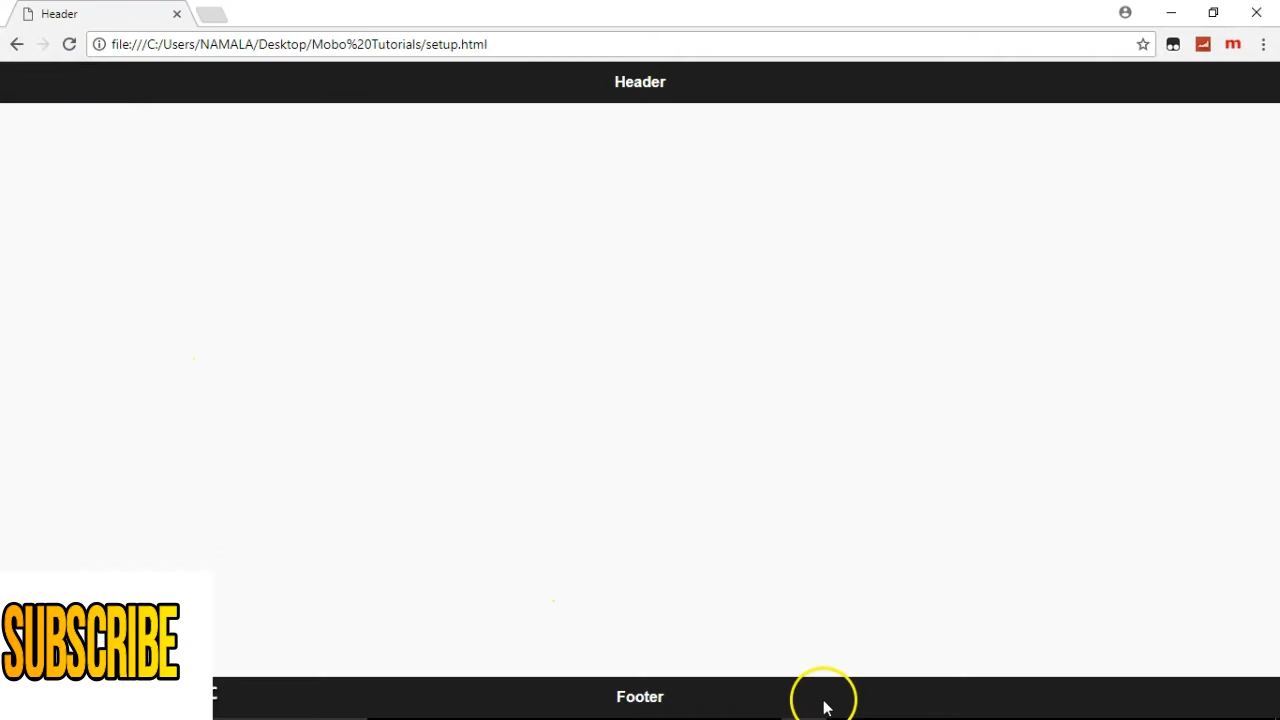 Header
file:///C:/Users/NAMALA/Desktop/Mobo%20Tutorials/setup.html
m
Header
SUBSCRIBE
Footer